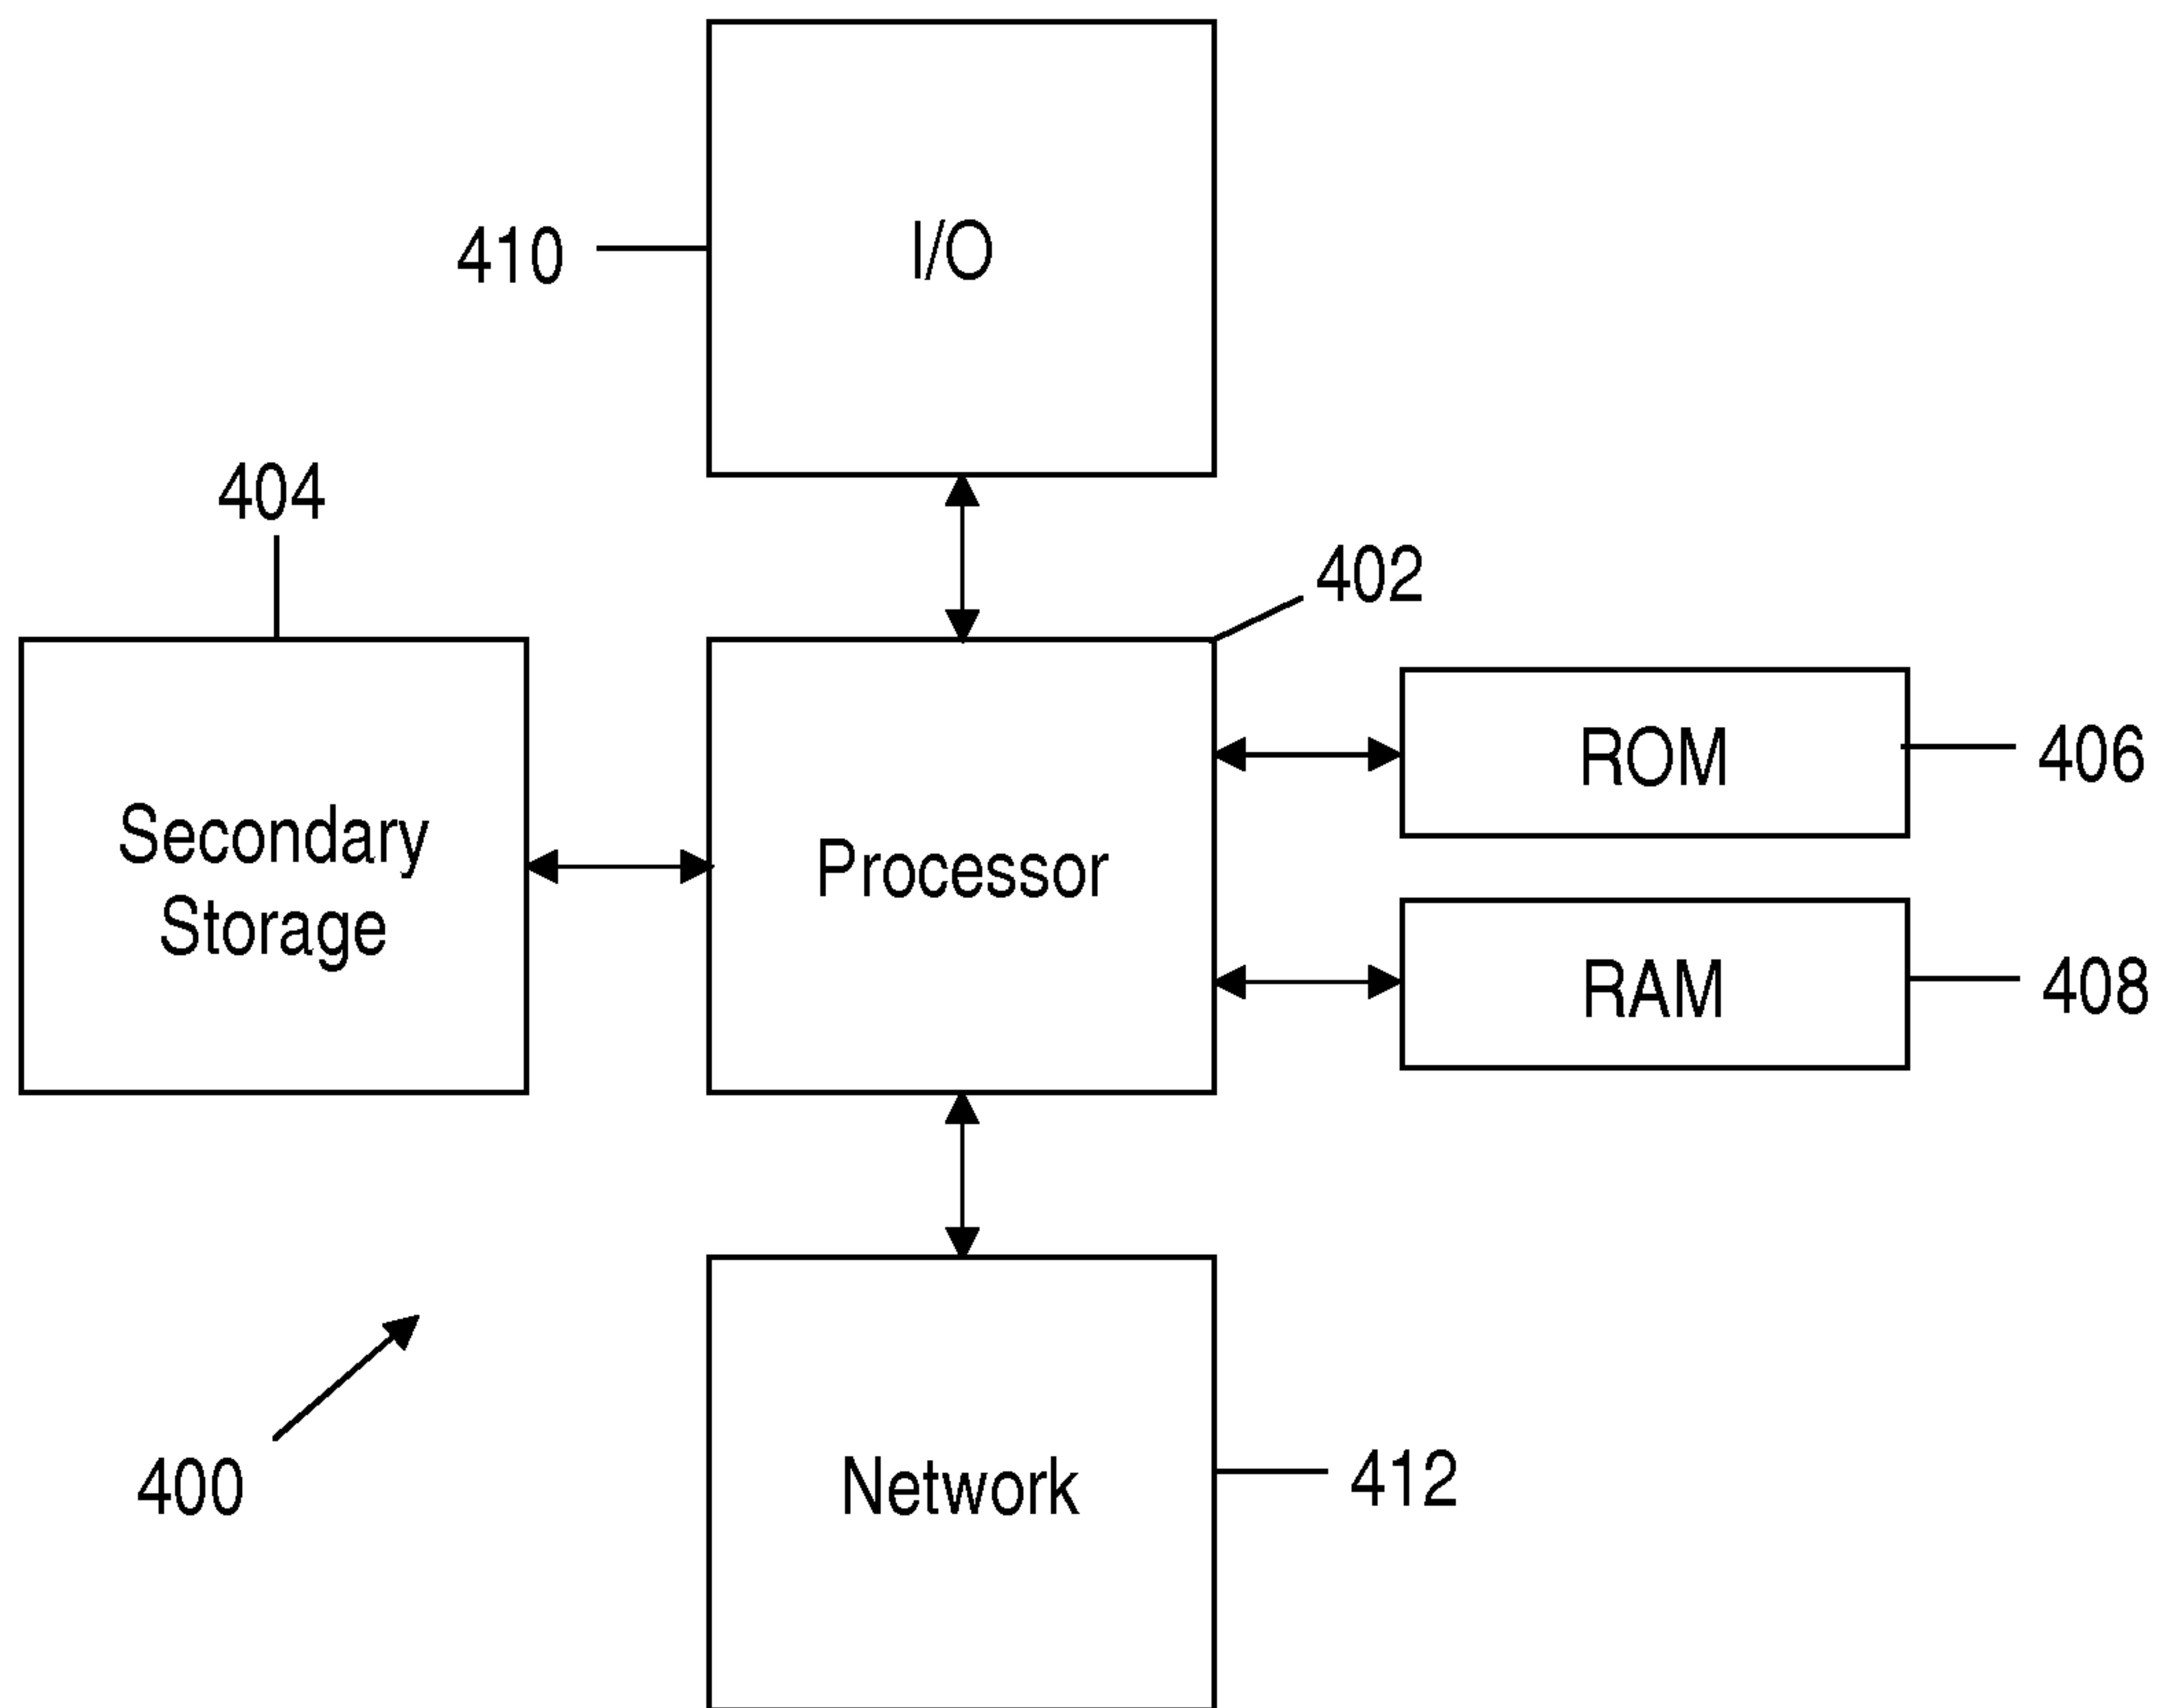 410
I/O
404
402
Secondary
Storage
Processor
ROM
406
RAM
408
400
Network
412